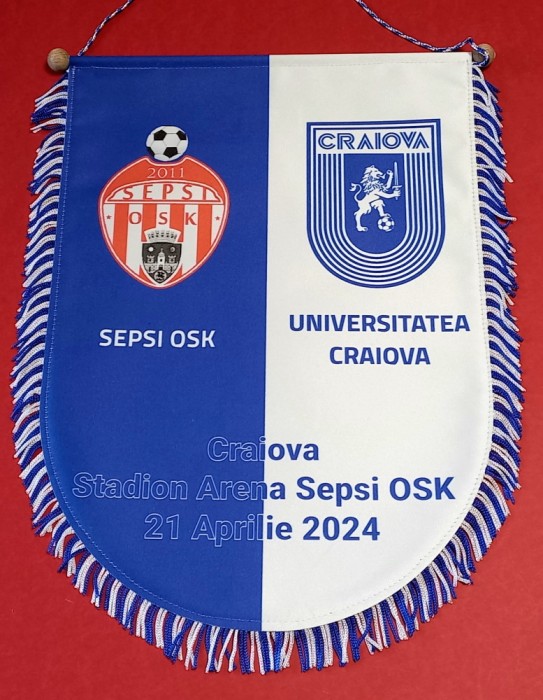 2011
SEPSI
OSK
SEPSI OSK
CRAIOVA
UNIVERSITATEA
CRAIOVA
Craiova
Stadion Arena Sepsi OSK
21 Aprilie 2024